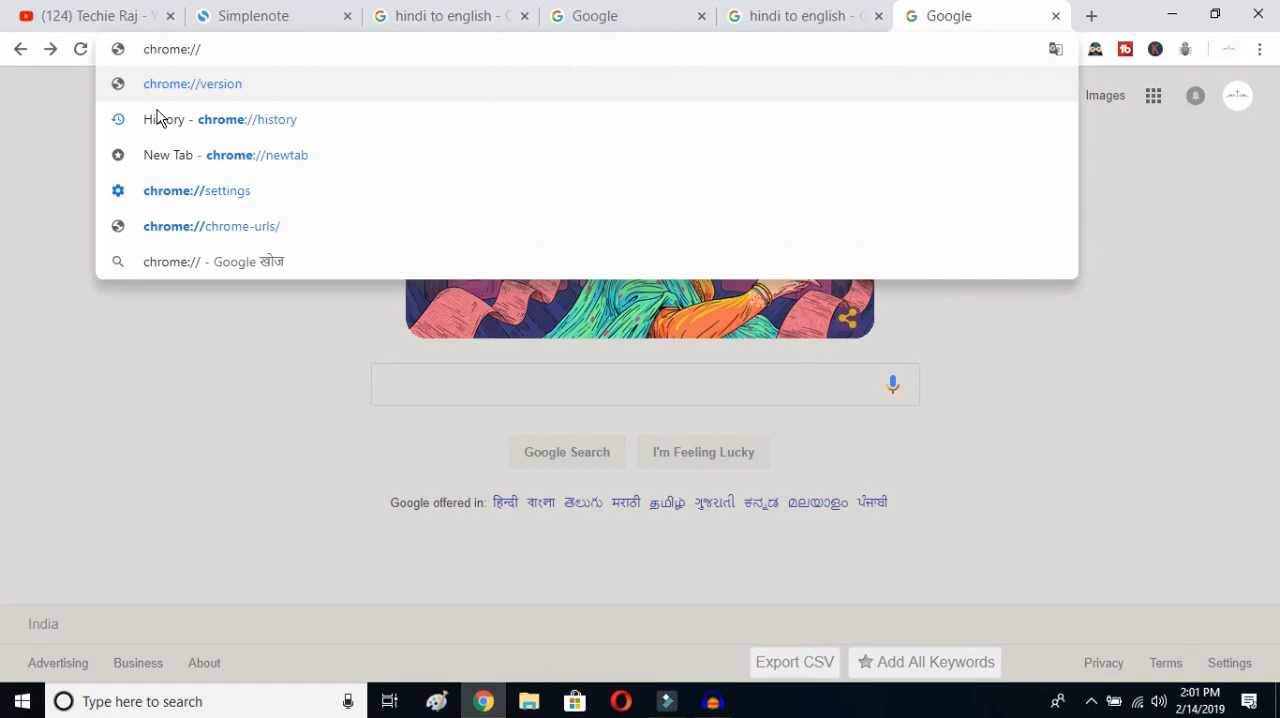 (124) Techie Raj - Y
Simplenote
hindi to english - G
Google
hindi to english - G
Google
chrome://
chrome://version
History - chrome://history
New Tab - chrome://newtab
chrome://settings
chrome://chrome-urls/
chrome:// - Google खोज
Images
Google Search
I'm Feeling Lucky
Google offered in: हिन्दी বাংলা తెలుగు मराठी தமிழ் ગુજરાતી ಕನ್ನಡ മലയാളം ਪੰਜਾਬੀ
India
Export CSV
Add All Keywords
Advertising Business About
Privacy Terms Settings
Type here to search
2:01 PM
2/14/2019